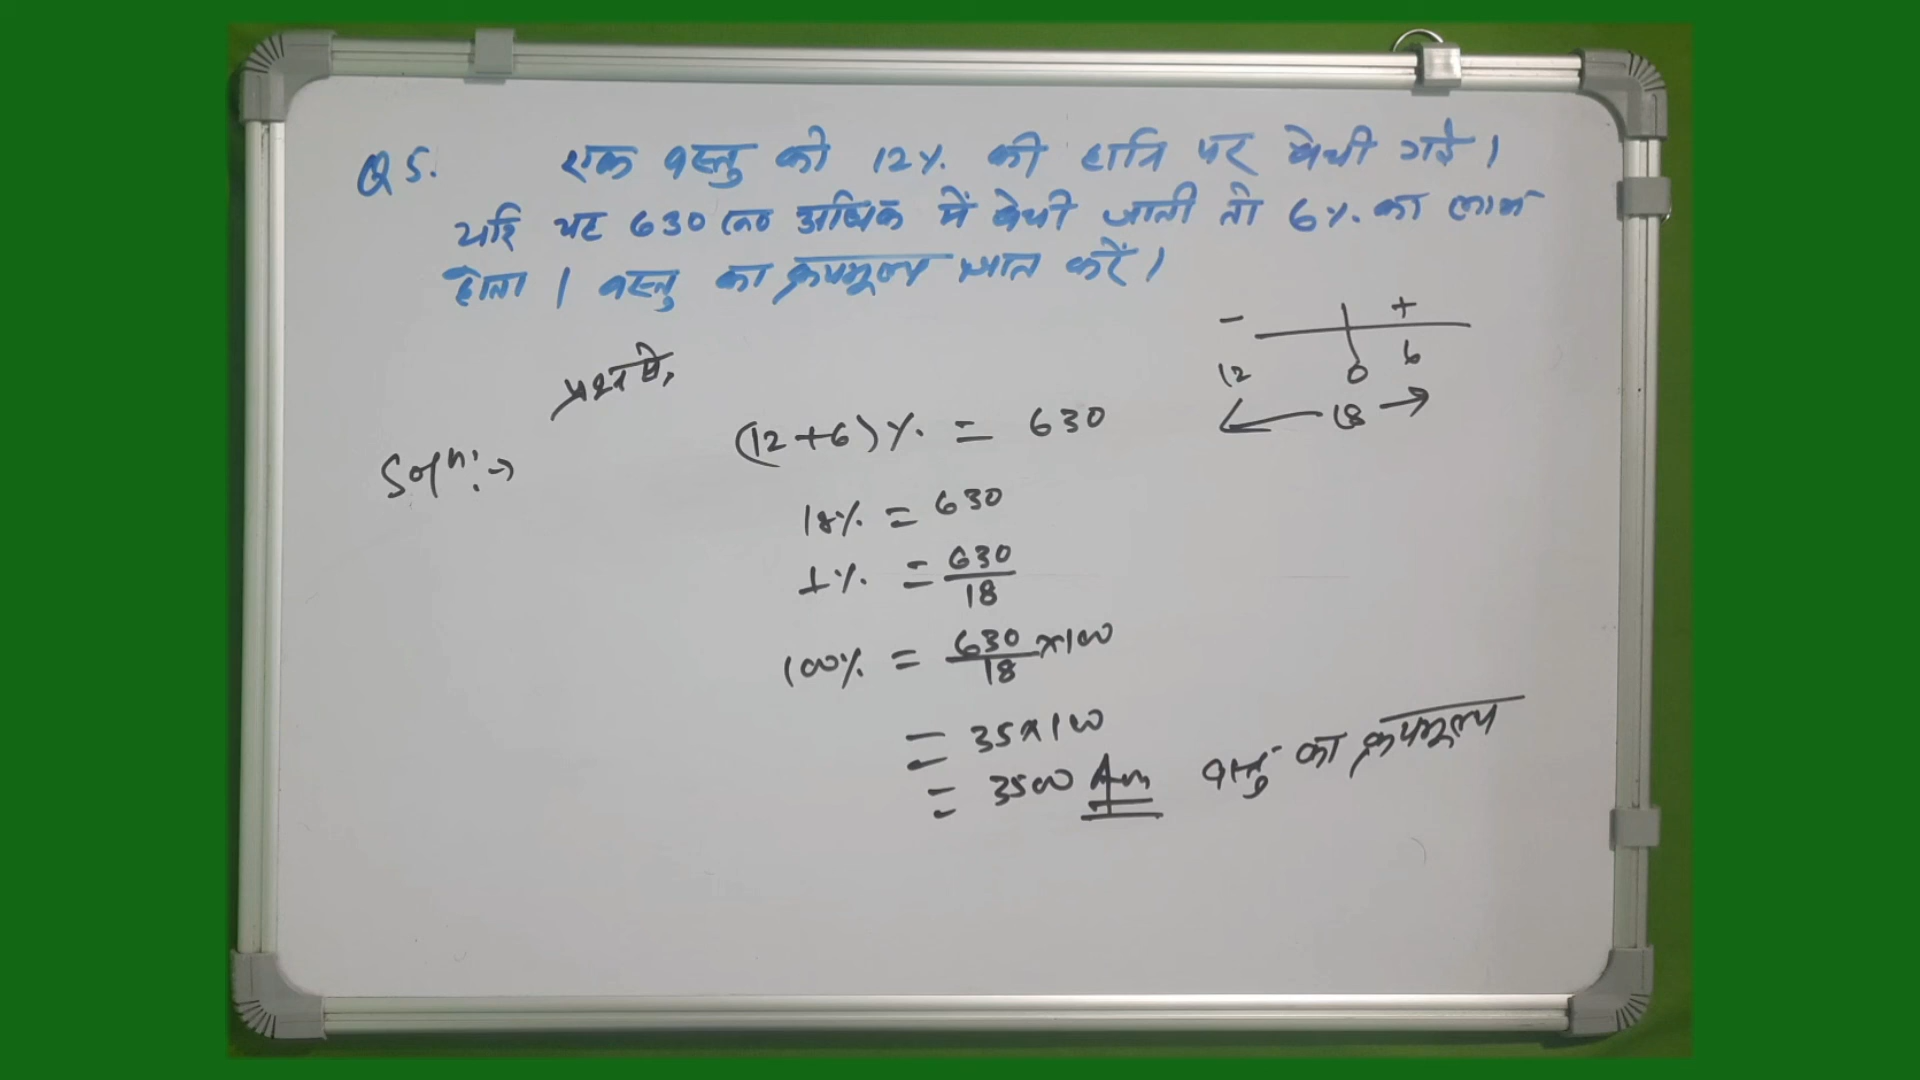 Q5. एक वस्तु को 12% की हानि पर बेची गई।
यदि यह 630 रू० अधिक में बेची जाती तो 6% का लाभ
होता। वस्तु का क्रयमूल्य ज्ञात करें।
- +
12 0 6
18
प्रश्न से,
Solⁿ:→
(12+6)% = 630
18% = 630
1% = 630/18
100% = 630/18 ×100
= 35×100
= 3500 Ans वस्तु का क्रयमूल्य